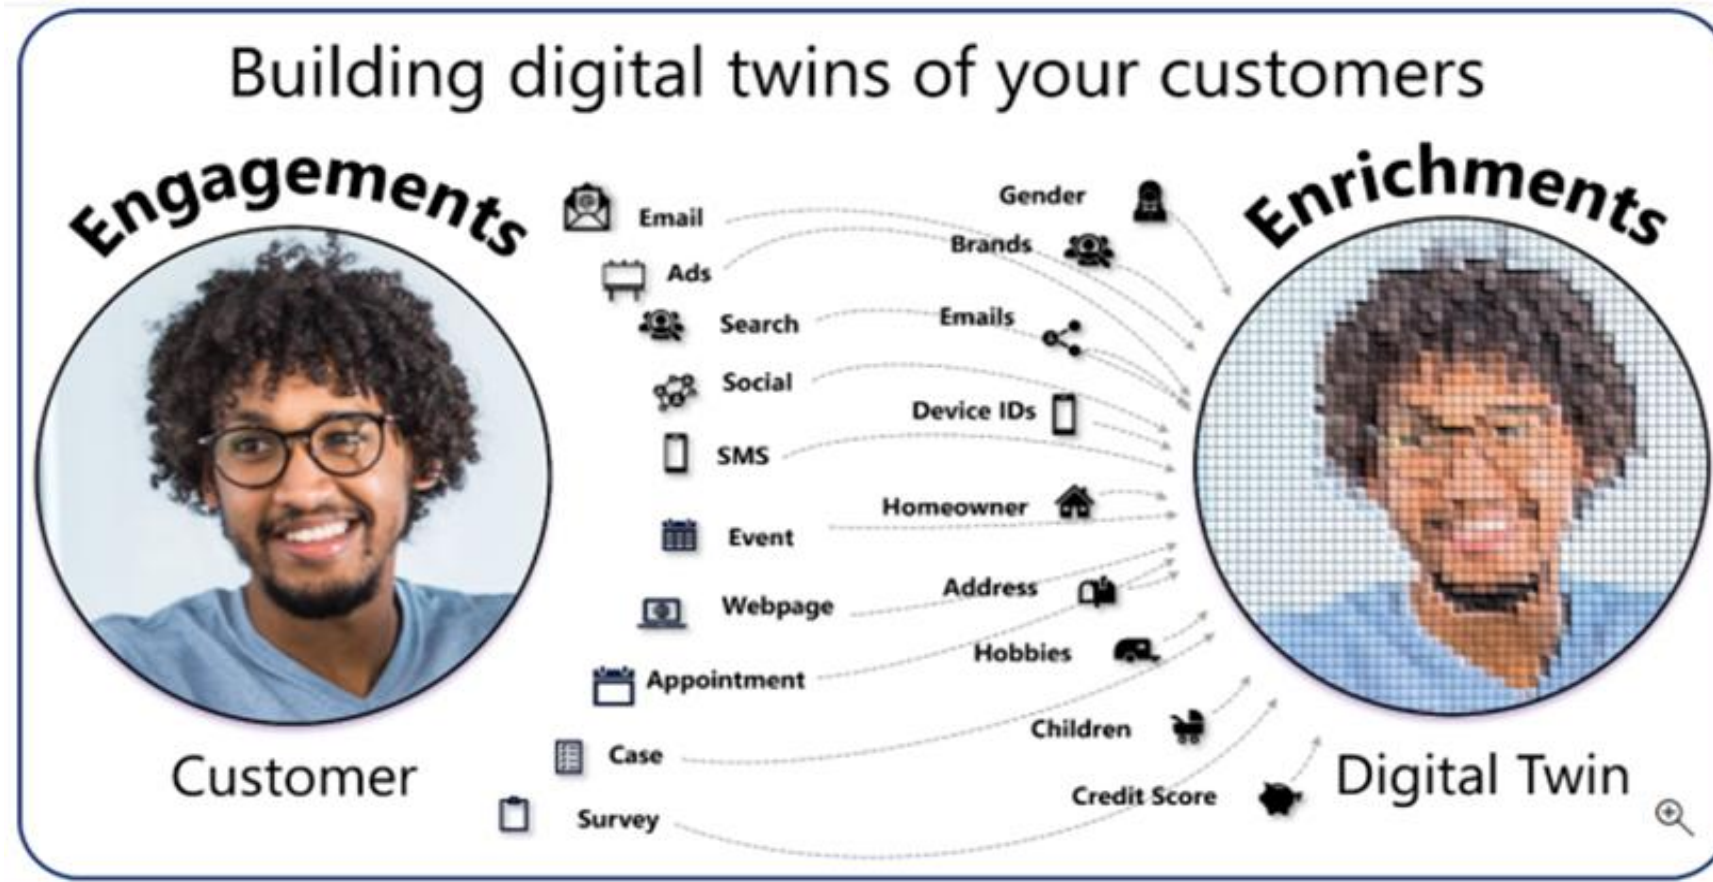 Building digital twins of your customers
Engagements
Email
Ads
Search
Social
SMS
Event
Webpage
Appointment
Case
Survey
Customer
Gender
Brands
Emails
Device IDs
Homeowner
Address
Hobbies
Children
Credit Score
Enrichments
Digital Twin